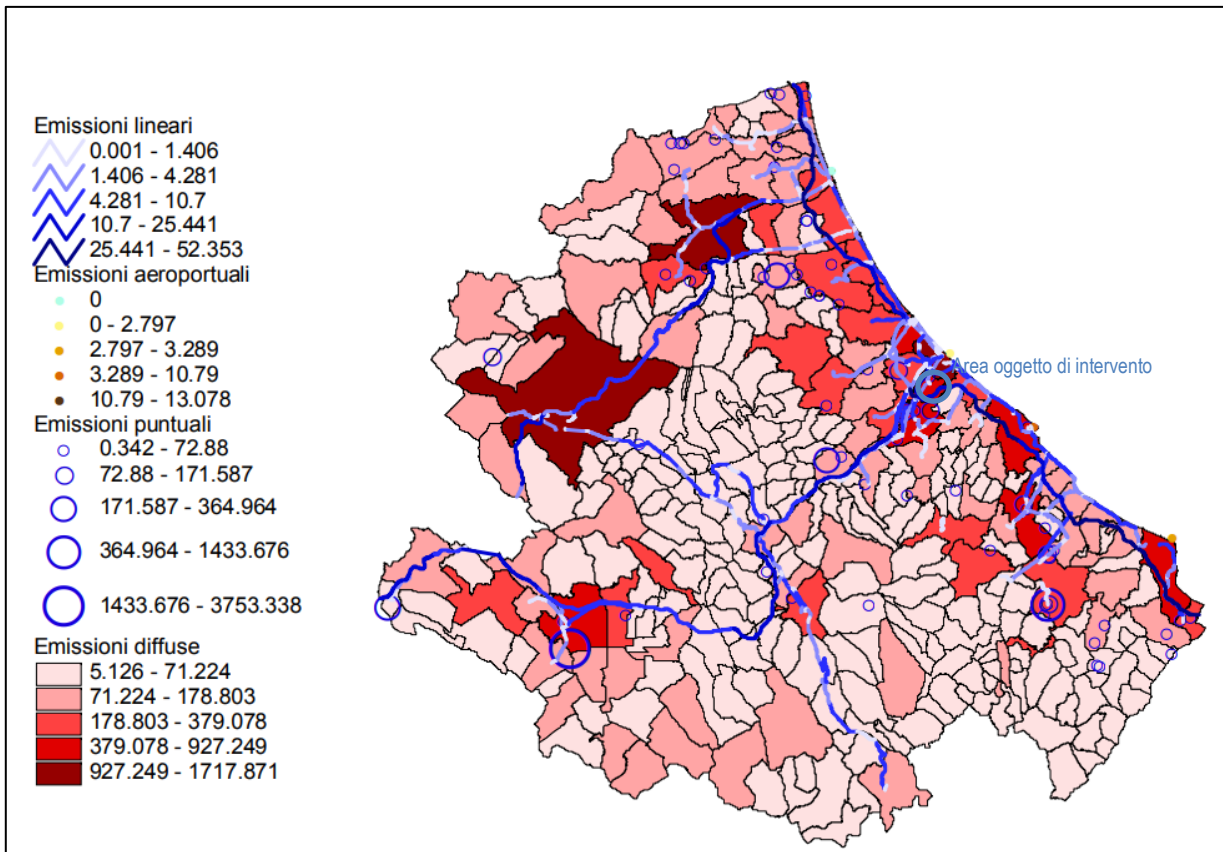 Emissioni lineari
0.001 - 1.406
1.406 - 4.281
4.281 - 10.7
10.7 - 25.441
25.441 - 52.353
Emissioni aeroportuali
0
0 - 2.797
2.797 - 3.289
3.289 - 10.79
10.79 - 13.078
Emissioni puntuali
0.342 - 72.88
72.88 - 171.587
171.587 - 364.964
364.964 - 1433.676
1433.676 - 3753.338
Emissioni diffuse
5.126 - 71.224
71.224 - 178.803
178.803 - 379.078
379.078 - 927.249
927.249 - 1717.871
Area oggetto di intervento